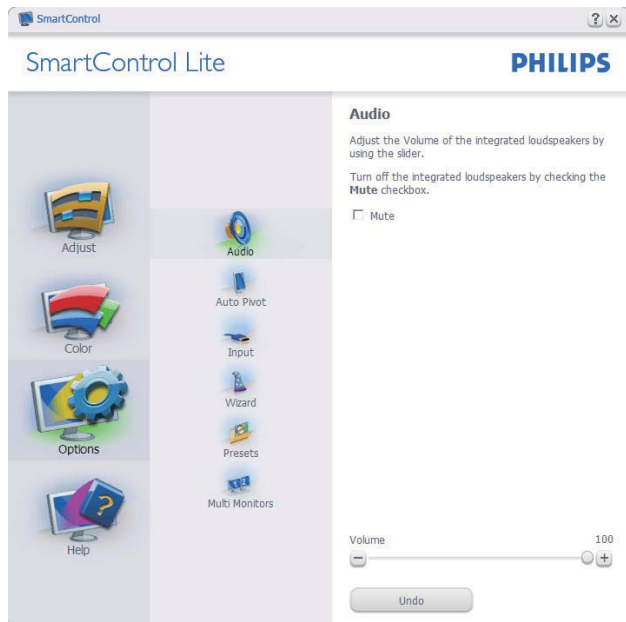 SmartControl
SmartControl Lite
PHILIPS
Adjust
Color
Options
Help
Audio
Auto Pivot
Input
Wizard
Presets
Multi Monitors
Audio
Adjust the Volume of the integrated loudspeakers by
using the slider.
Turn off the integrated loudspeakers by checking the
Mute checkbox.
Mute
Volume 100
Undo